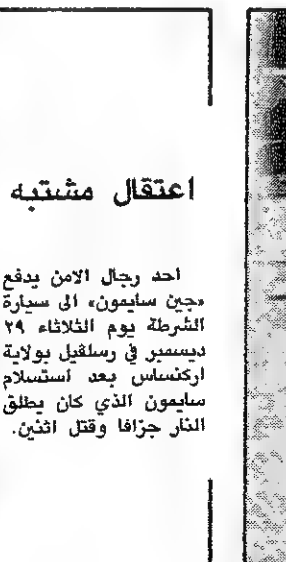 اعتقال مشتبه
احد رجال الامن يدفع
«جين سايمون» الى سيارة
الشرطة يوم الثلاثاء ٢٩
ديسمبر في رسلڤيل بولاية
اركنساس بعد استسلام
سايمون الذي كان يطلق
النار جزافا وقتل اثنين.